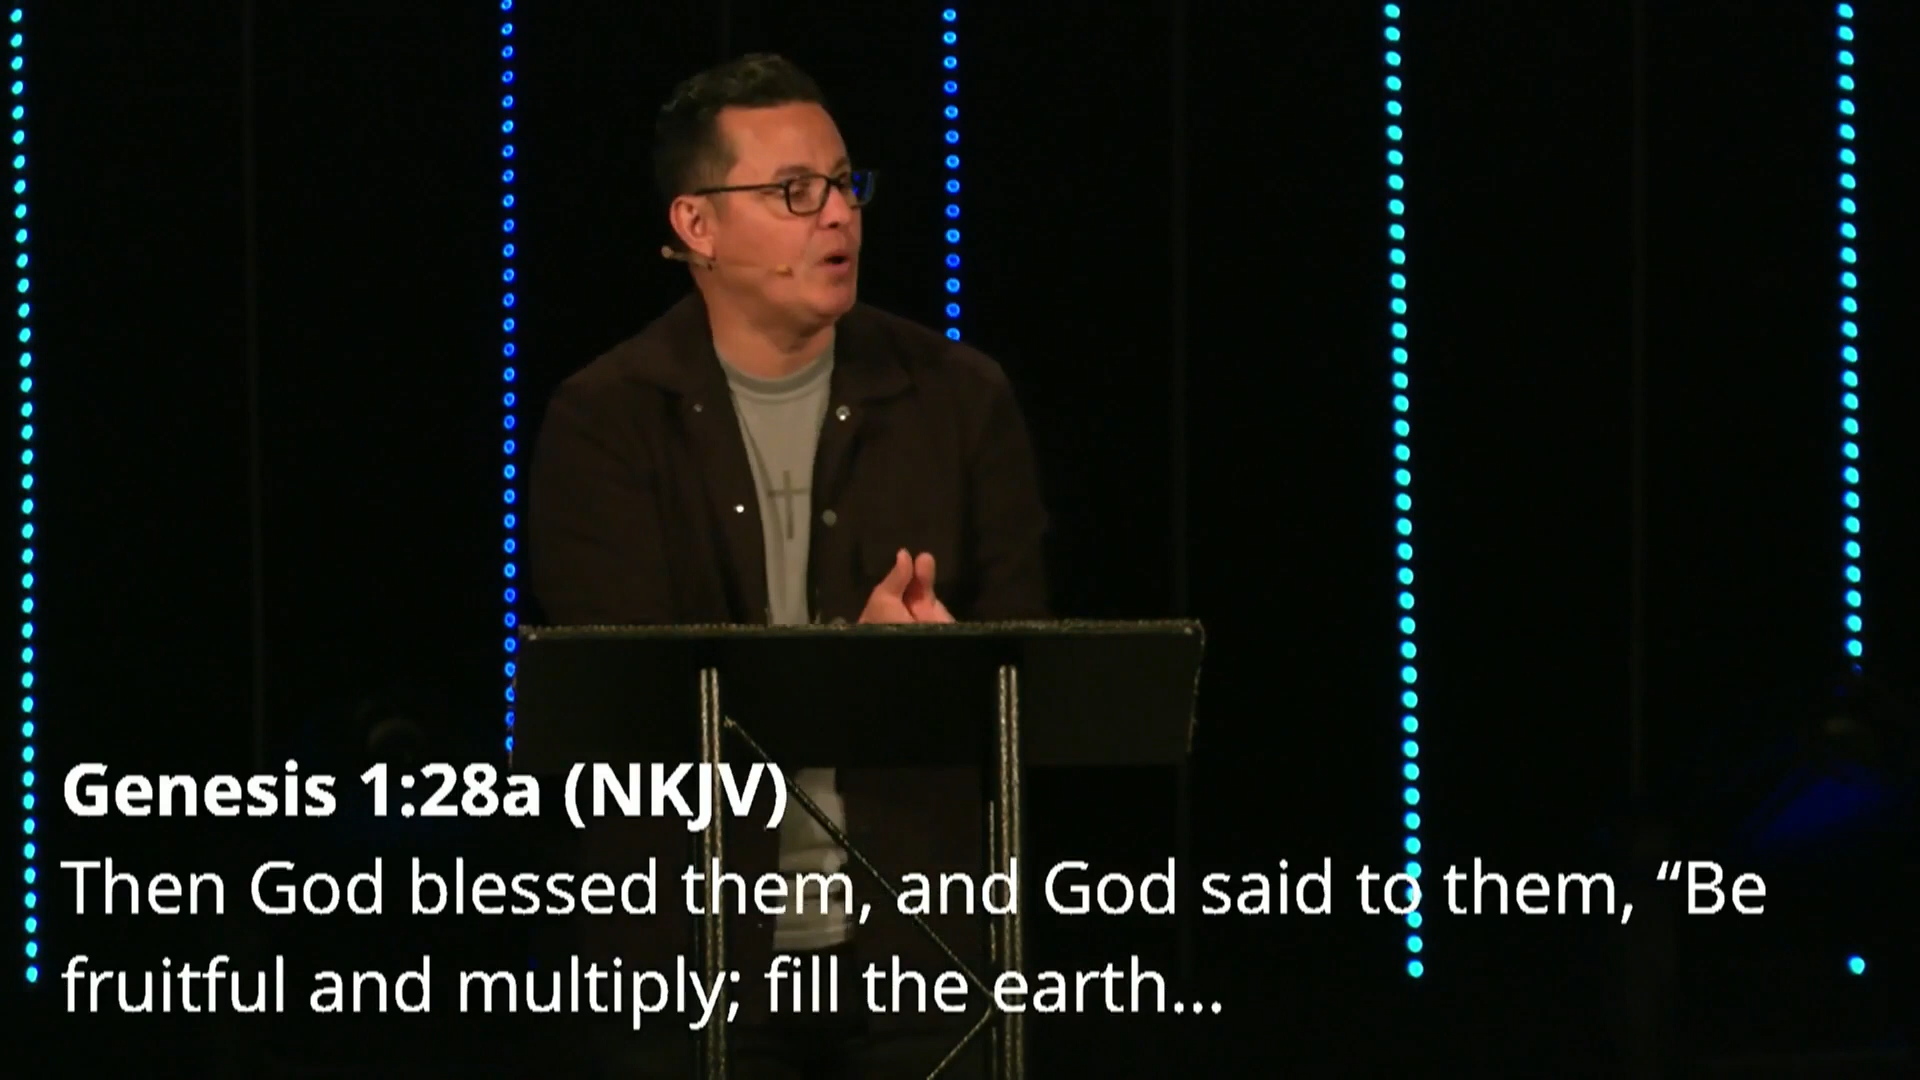 Genesis 1:28a (NKJV)
Then God blessed them, and God said to them, “Be
fruitful and multiply; fill the earth...